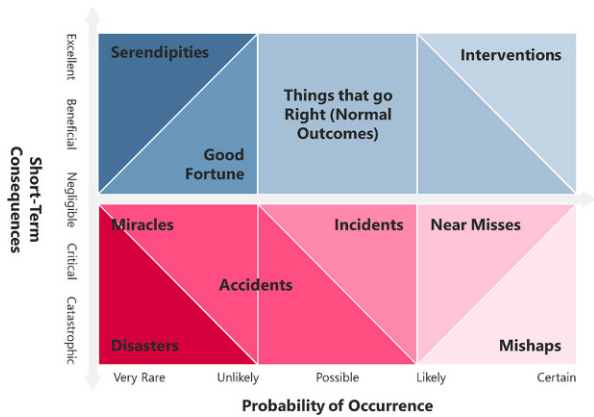 Short-Term
Consequences
Excellent
Beneficial
Negligible
Critical
Catastrophic
Serendipities
Good
Fortune
Things that go
Right (Normal
Outcomes)
Interventions
Miracles
Accidents
Incidents
Near Misses
Disasters
Mishaps
Very Rare
Unlikely
Possible
Likely
Certain
Probability of Occurrence